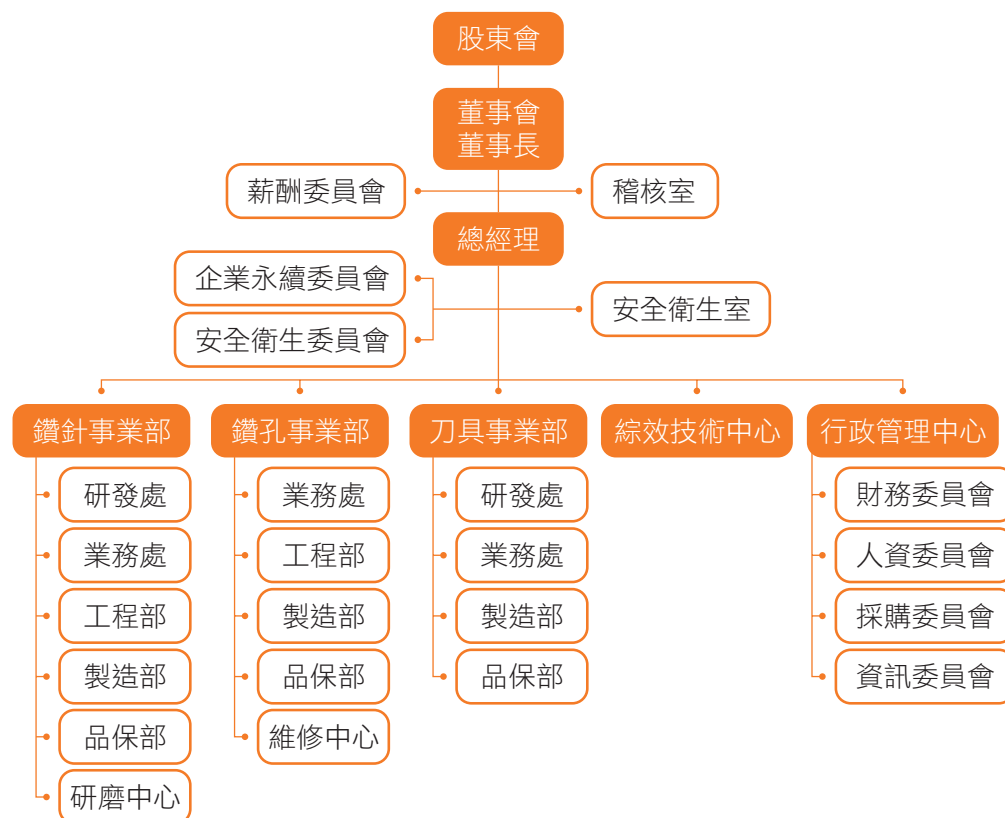 股東會
董事會
董事長
薪酬委員會
稽核室
總經理
企業永續委員會
安全衛生委員會
安全衛生室
鑽針事業部
研發處
業務處
工程部
製造部
品保部
研磨中心
鑽孔事業部
業務處
工程部
製造部
品保部
維修中心
刀具事業部
研發處
業務處
製造部
品保部
綜效技術中心
行政管理中心
財務委員會
人資委員會
採購委員會
資訊委員會